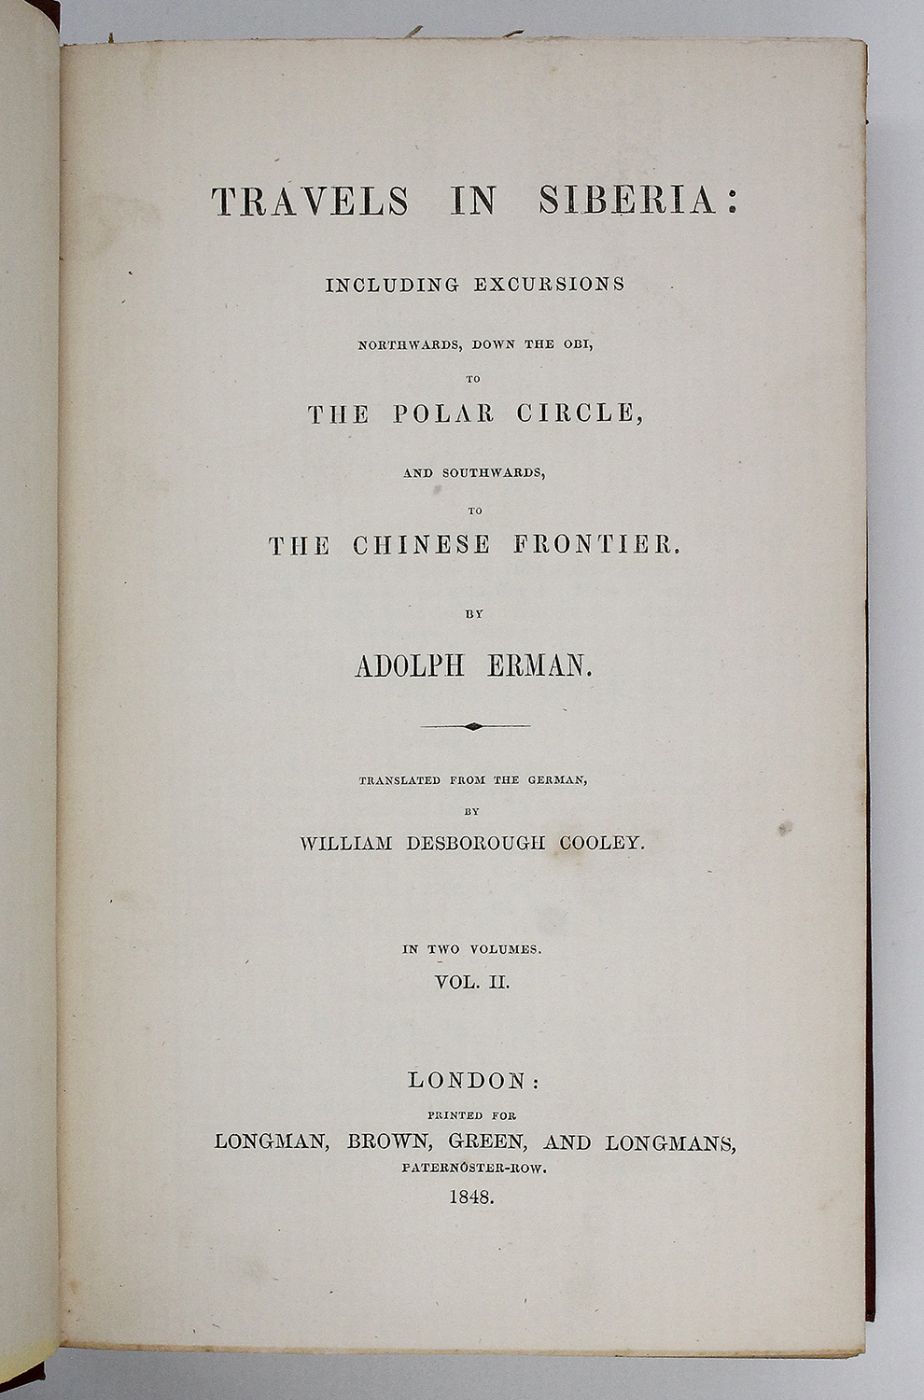 TRAVELS IN SIBERIA:
INCLUDING EXCURSIONS
NORTHWARDS, DOWN THE OBI,
TO
THE POLAR CIRCLE,
AND SOUTHWARDS,
TO
THE CHINESE FRONTIER.
BY
ADOLPH ERMAN.
TRANSLATED FROM THE GERMAN,
BY
WILLIAM DESBOROUGH COOLEY.
IN TWO VOLUMES.
VOL. II.
LONDON:
PRINTED FOR
LONGMAN, BROWN, GREEN, AND LONGMANS,
PATERNOSTER-ROW.
1848.